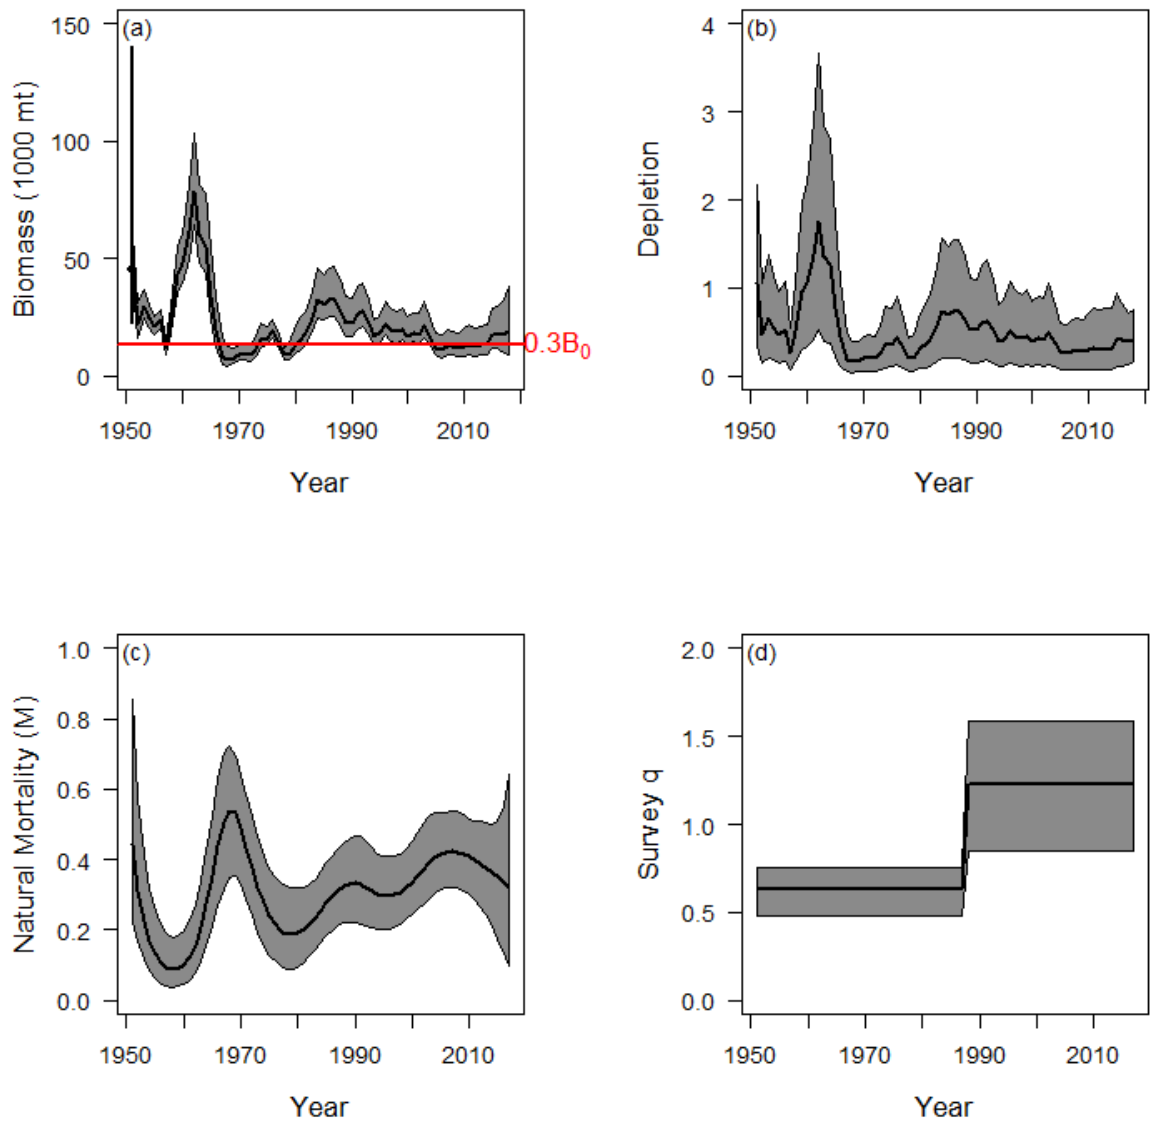 (a)
Biomass (1000 mt)
150
100
50
0
0.3B₀
1950 1970 1990 2010
Year
(b)
Depletion
4
3
2
1
0
1950 1970 1990 2010
Year
(c)
Natural Mortality (M)
1.0
0.8
0.6
0.4
0.2
0.0
1950 1970 1990 2010
Year
(d)
Survey q
2.0
1.5
1.0
0.5
0.0
1950 1970 1990 2010
Year